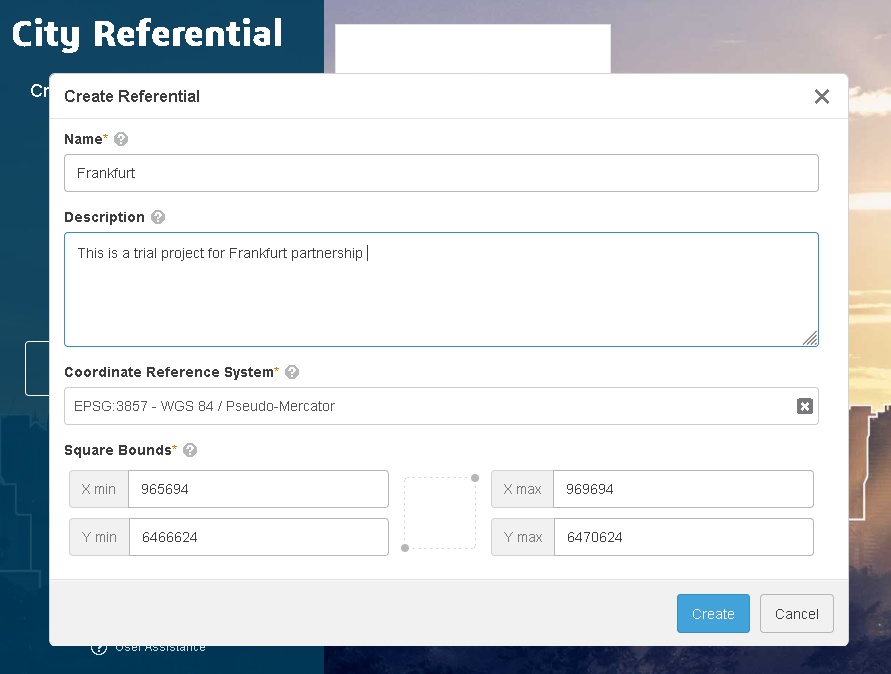 City Referential
Cr
Create Referential
Name*
Frankfurt
Description
This is a trial project for Frankfurt partnership
Coordinate Reference System*
EPSG:3857 - WGS 84 / Pseudo-Mercator
Square Bounds*
X min 965694 X max 969694
Y min 6466624 Y max 6470624
Create Cancel
User Assistance